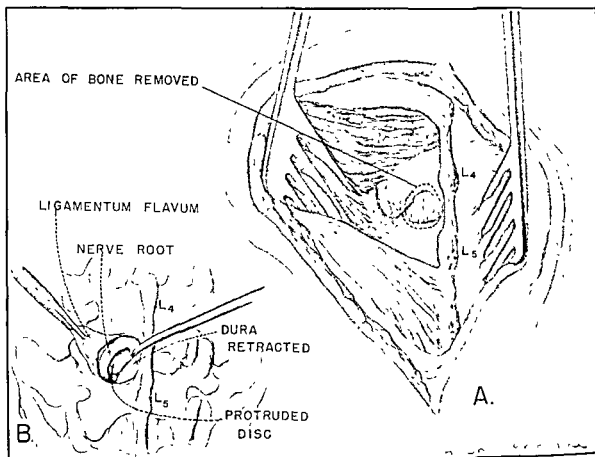 AREA OF BONE REMOVED
L4
L5
A.
LIGAMENTUM FLAVUM
NERVE ROOT
L4
DURA
RETRACTED
L5
PROTRUDED
DISC
B.